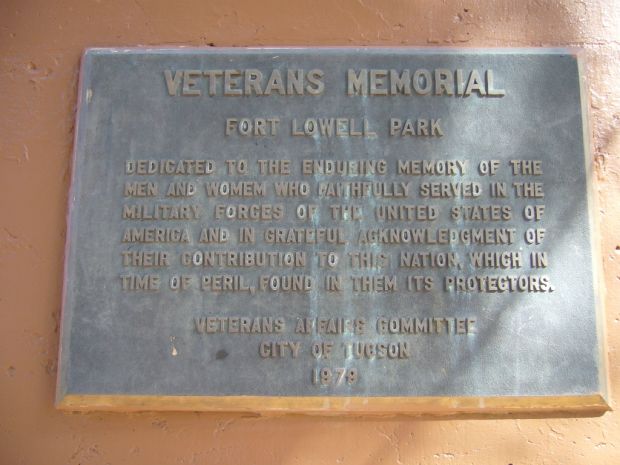 VETERANS MEMORIAL
FORT LOWELL PARK
DEDICATED TO THE ENDURING MEMORY OF THE
MEN AND WOMEM WHO FAITHFULLY SERVED IN THE
MILITARY FORCES OF THE UNITED STATES OF
AMERICA AND IN GRATEFUL ACKNOWLEDGMENT OF
THEIR CONTRIBUTION TO THIS NATION, WHICH IN
TIME OF PERIL, FOUND IN THEM ITS PROTECTORS.
VETERANS AFFAIRS COMMITTEE
CITY OF TUCSON
1979